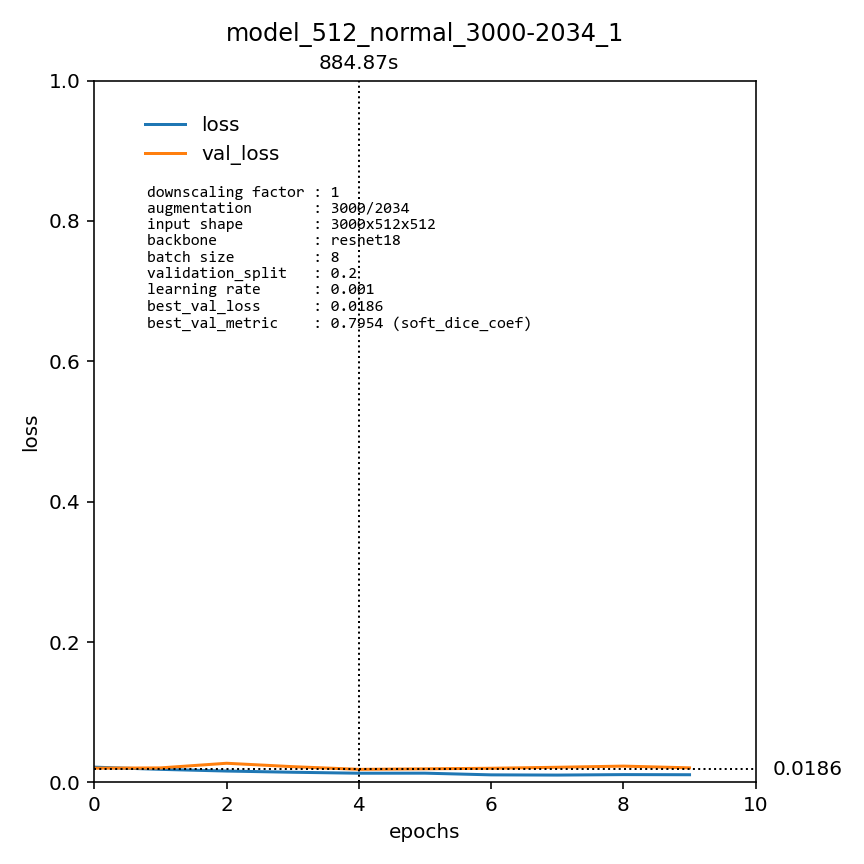 model_512_normal_3000-2034_1
884.87s
1.0
loss
val_loss
downscaling factor : 1
augmentation : 3000/2034
input shape : 3000x512x512
backbone : resnet18
batch size : 8
validation_split : 0.2
learning rate : 0.001
best_val_loss : 0.0186
best_val_metric : 0.7954 (soft_dice_coef)
0.8
0.6
loss
0.4
0.2
0.0186
0.0
0 2 4 6 8 10
epochs